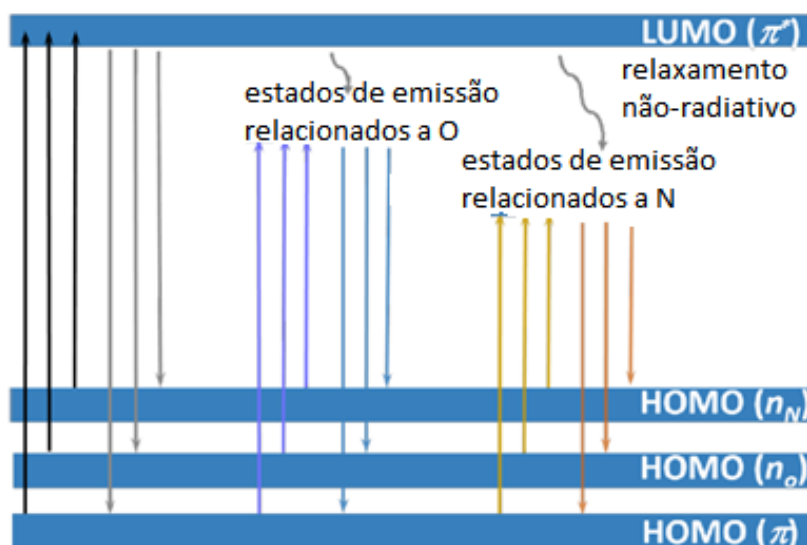 LUMO (π*)
relaxamento
não-radiativo
estados de emissão
relacionados a O
estados de emissão
relacionados a N
HOMO (nN)
HOMO (no)
HOMO (π)